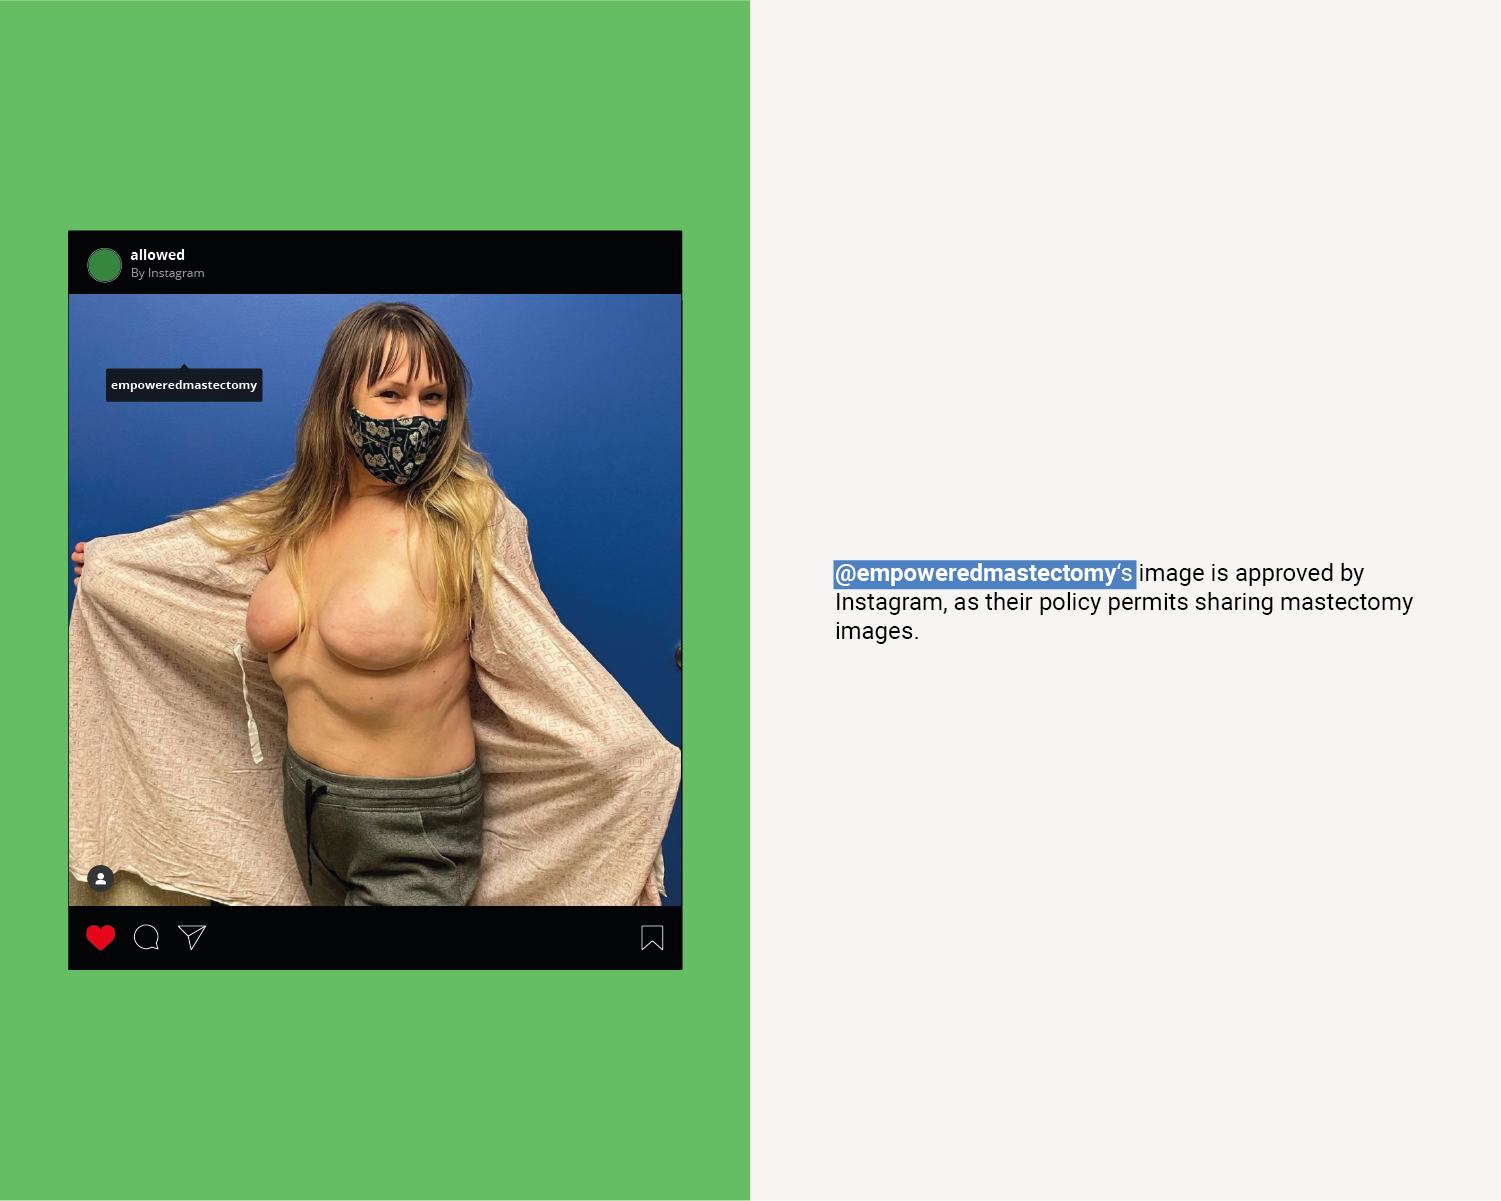 allowed
By Instagram
empoweredmastectomy
@empoweredmastectomy‘s image is approved by
Instagram, as their policy permits sharing mastectomy
images.